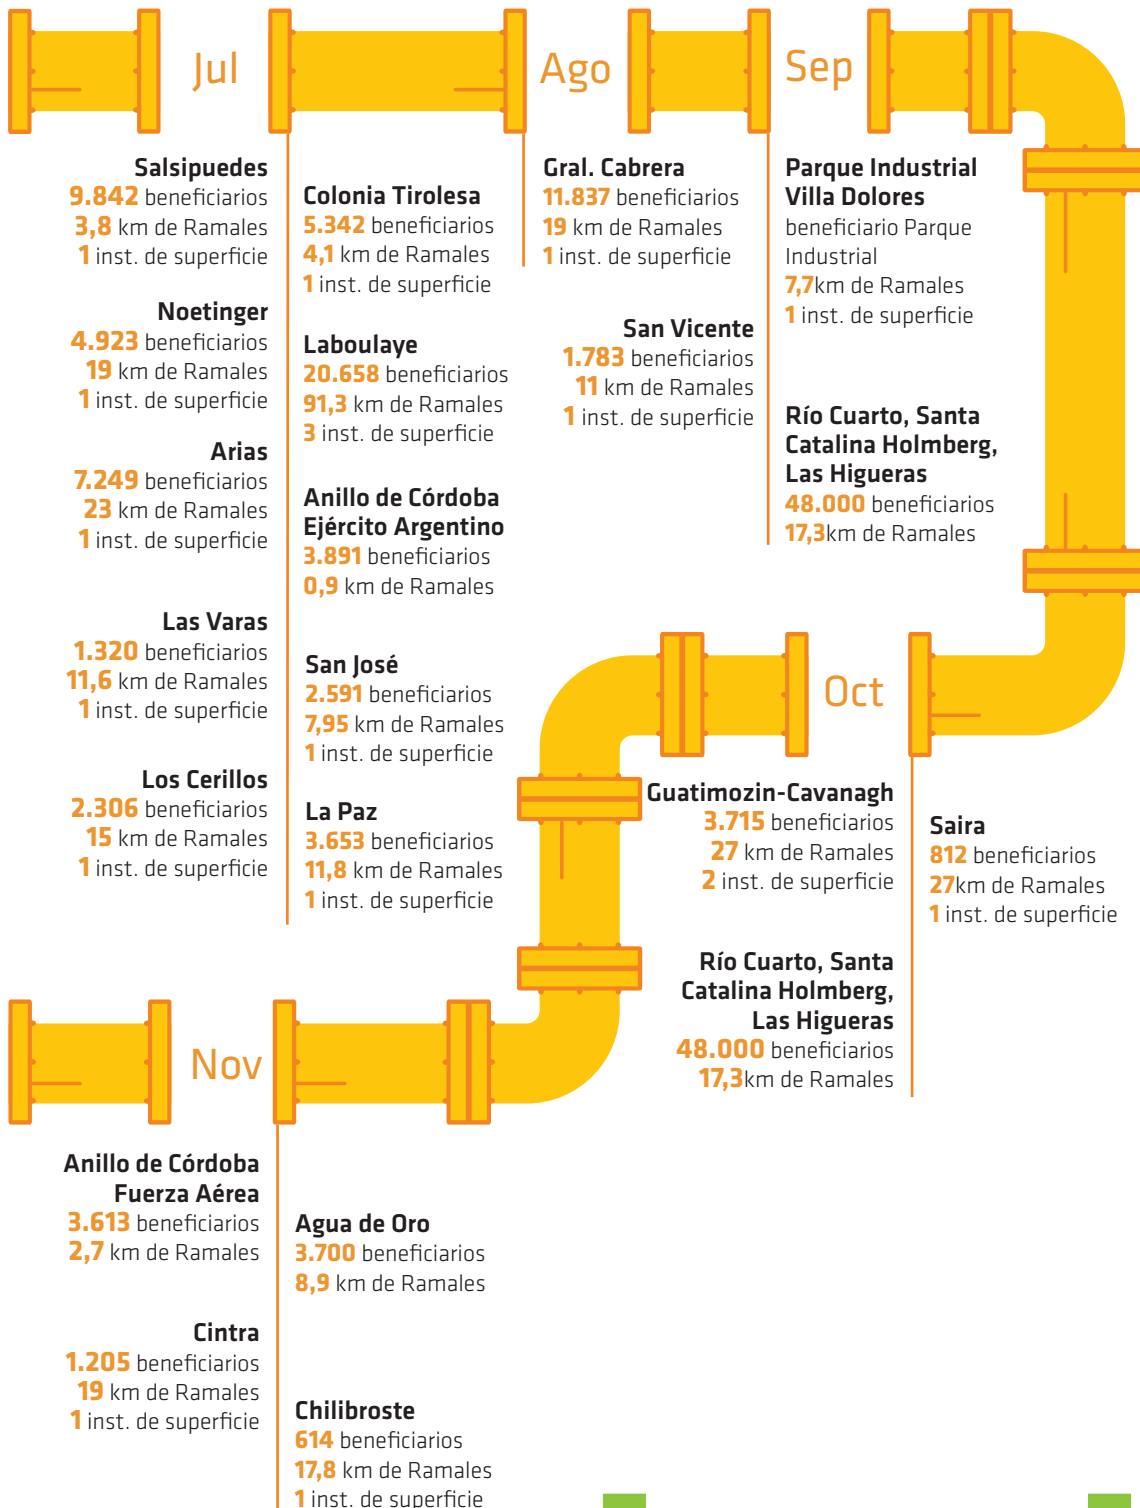 Jul
Salsipuedes
9.842 beneficiarios
3,8 km de Ramales
1 inst. de superficie
Noetinger
4.923 beneficiarios
19 km de Ramales
1 inst. de superficie
Arias
7.249 beneficiarios
23 km de Ramales
1 inst. de superficie
Las Varas
1.320 beneficiarios
11,6 km de Ramales
1 inst. de superficie
Los Cerillos
2.306 beneficiarios
15 km de Ramales
1 inst. de superficie
Colonia Tirolesa
5.342 beneficiarios
4,1 km de Ramales
1 inst. de superficie
Laboulaye
20.658 beneficiarios
91,3 km de Ramales
3 inst. de superficie
Anillo de Córdoba
Ejército Argentino
3.891 beneficiarios
0,9 km de Ramales
San José
2.591 beneficiarios
7,95 km de Ramales
1 inst. de superficie
La Paz
3.653 beneficiarios
11,8 km de Ramales
1 inst. de superficie
Ago
Gral. Cabrera
11.837 beneficiarios
19 km de Ramales
1 inst. de superficie
San Vicente
1.783 beneficiarios
11 km de Ramales
1 inst. de superficie
Sep
Parque Industrial
Villa Dolores
beneficiario Parque
Industrial
7,7km de Ramales
1 inst. de superficie
Río Cuarto, Santa
Catalina Holmberg,
Las Higueras
48.000 beneficiarios
17,3km de Ramales
Oct
Guatimozin-Cavanagh
3.715 beneficiarios
27 km de Ramales
2 inst. de superficie
Río Cuarto, Santa
Catalina Holmberg,
Las Higueras
48.000 beneficiarios
17,3km de Ramales
Saira
812 beneficiarios
27km de Ramales
1 inst. de superficie
Nov
Anillo de Córdoba
Fuerza Aérea
3.613 beneficiarios
2,7 km de Ramales
Cintra
1.205 beneficiarios
19 km de Ramales
1 inst. de superficie
Agua de Oro
3.700 beneficiarios
8,9 km de Ramales
Chilibroste
614 beneficiarios
17,8 km de Ramales
1 inst. de superficie